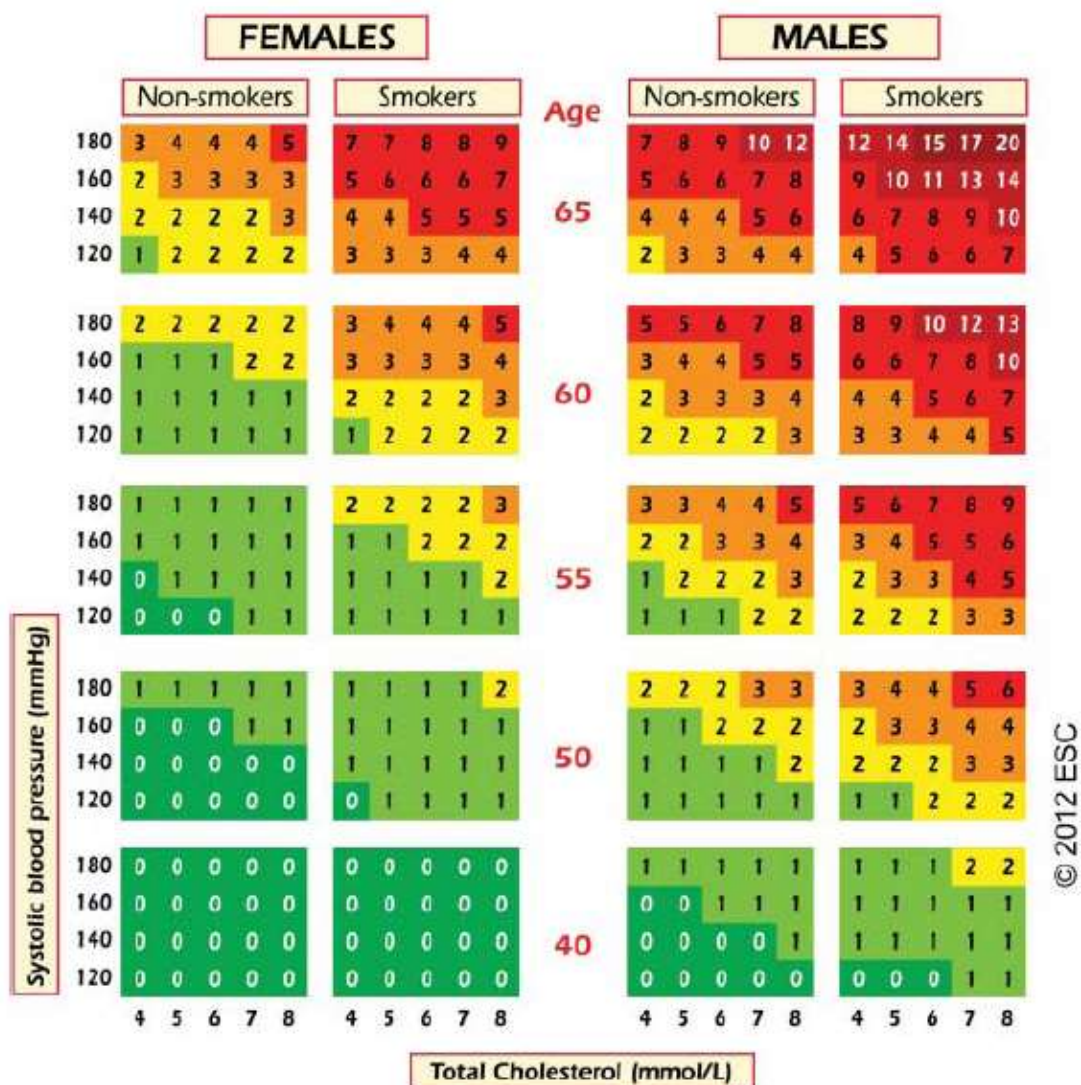 FEMALES MALES
Non-smokers Smokers Age Non-smokers Smokers
180 3 4 4 4 5 7 7 8 8 9 7 8 9 10 12 12 14 15 17 20
160 2 3 3 3 3 5 6 6 6 7 5 6 6 7 8 9 10 11 13 14
65
140 2 2 2 2 3 4 4 5 5 5 4 4 4 5 6 6 7 8 9 10
120 1 2 2 2 2 3 3 3 4 4 2 3 3 4 4 4 5 6 6 7
180 2 2 2 2 2 3 4 4 4 5 5 5 6 7 8 8 9 10 12 13
160 1 1 1 2 2 3 3 3 3 4 3 4 4 5 5 6 6 7 8 10
60
140 1 1 1 1 1 2 2 2 2 3 2 3 3 3 4 4 4 5 6 7
120 1 1 1 1 1 1 2 2 2 2 2 2 2 2 3 3 3 4 4 5
180 1 1 1 1 1 2 2 2 2 3 3 3 4 4 5 5 6 7 8 9
160 1 1 1 1 1 1 1 2 2 2 2 2 3 3 4 3 4 5 5 6
55
140 0 1 1 1 1 1 1 1 1 2 1 2 2 2 3 2 3 3 4 5
120 0 0 0 1 1 1 1 1 1 1 1 1 1 2 2 2 2 2 3 3
180 1 1 1 1 1 1 1 1 1 2 2 2 2 3 3 3 4 4 5 6
160 0 0 0 1 1 1 1 1 1 1 1 1 2 2 2 2 3 3 4 4
50
140 0 0 0 0 0 1 1 1 1 1 1 1 1 1 2 2 2 2 3 3
120 0 0 0 0 0 0 1 1 1 1 1 1 1 1 1 1 1 2 2 2
180 0 0 0 0 0 0 0 0 0 0 1 1 1 1 1 1 1 1 2 2
160 0 0 0 0 0 0 0 0 0 0 0 0 1 1 1 1 1 1 1 1
40
140 0 0 0 0 0 0 0 0 0 0 0 0 0 0 1 1 1 1 1 1
120 0 0 0 0 0 0 0 0 0 0 0 0 0 0 0 0 0 0 1 1
4 5 6 7 8 4 5 6 7 8 4 5 6 7 8 4 5 6 7 8
Systolic blood pressure (mmHg)
Total Cholesterol (mmol/L)
© 2012 ESC